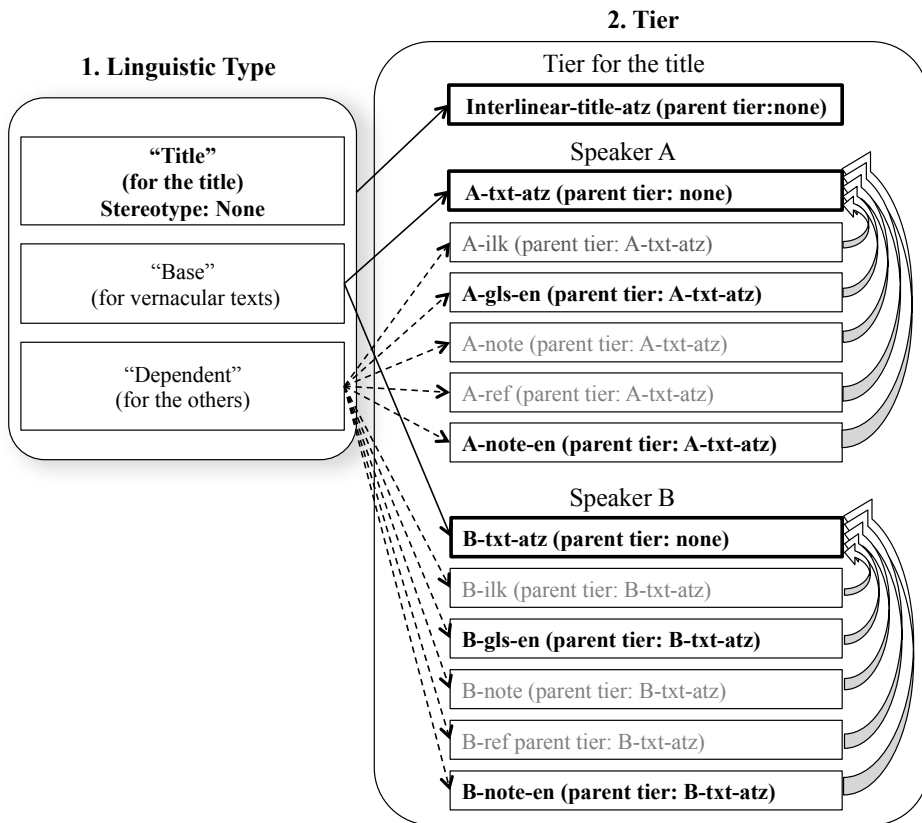 1. Linguistic Type
“Title”
(for the title)
Stereotype: None
“Base”
(for vernacular texts)
“Dependent”
(for the others)
2. Tier
Tier for the title
Interlinear-title-atz (parent tier:none)
Speaker A
A-txt-atz (parent tier: none)
A-ilk (parent tier: A-txt-atz)
A-gls-en (parent tier: A-txt-atz)
A-note (parent tier: A-txt-atz)
A-ref (parent tier: A-txt-atz)
A-note-en (parent tier: A-txt-atz)
Speaker B
B-txt-atz (parent tier: none)
B-ilk (parent tier: B-txt-atz)
B-gls-en (parent tier: B-txt-atz)
B-note (parent tier: B-txt-atz)
B-ref parent tier: B-txt-atz)
B-note-en (parent tier: B-txt-atz)